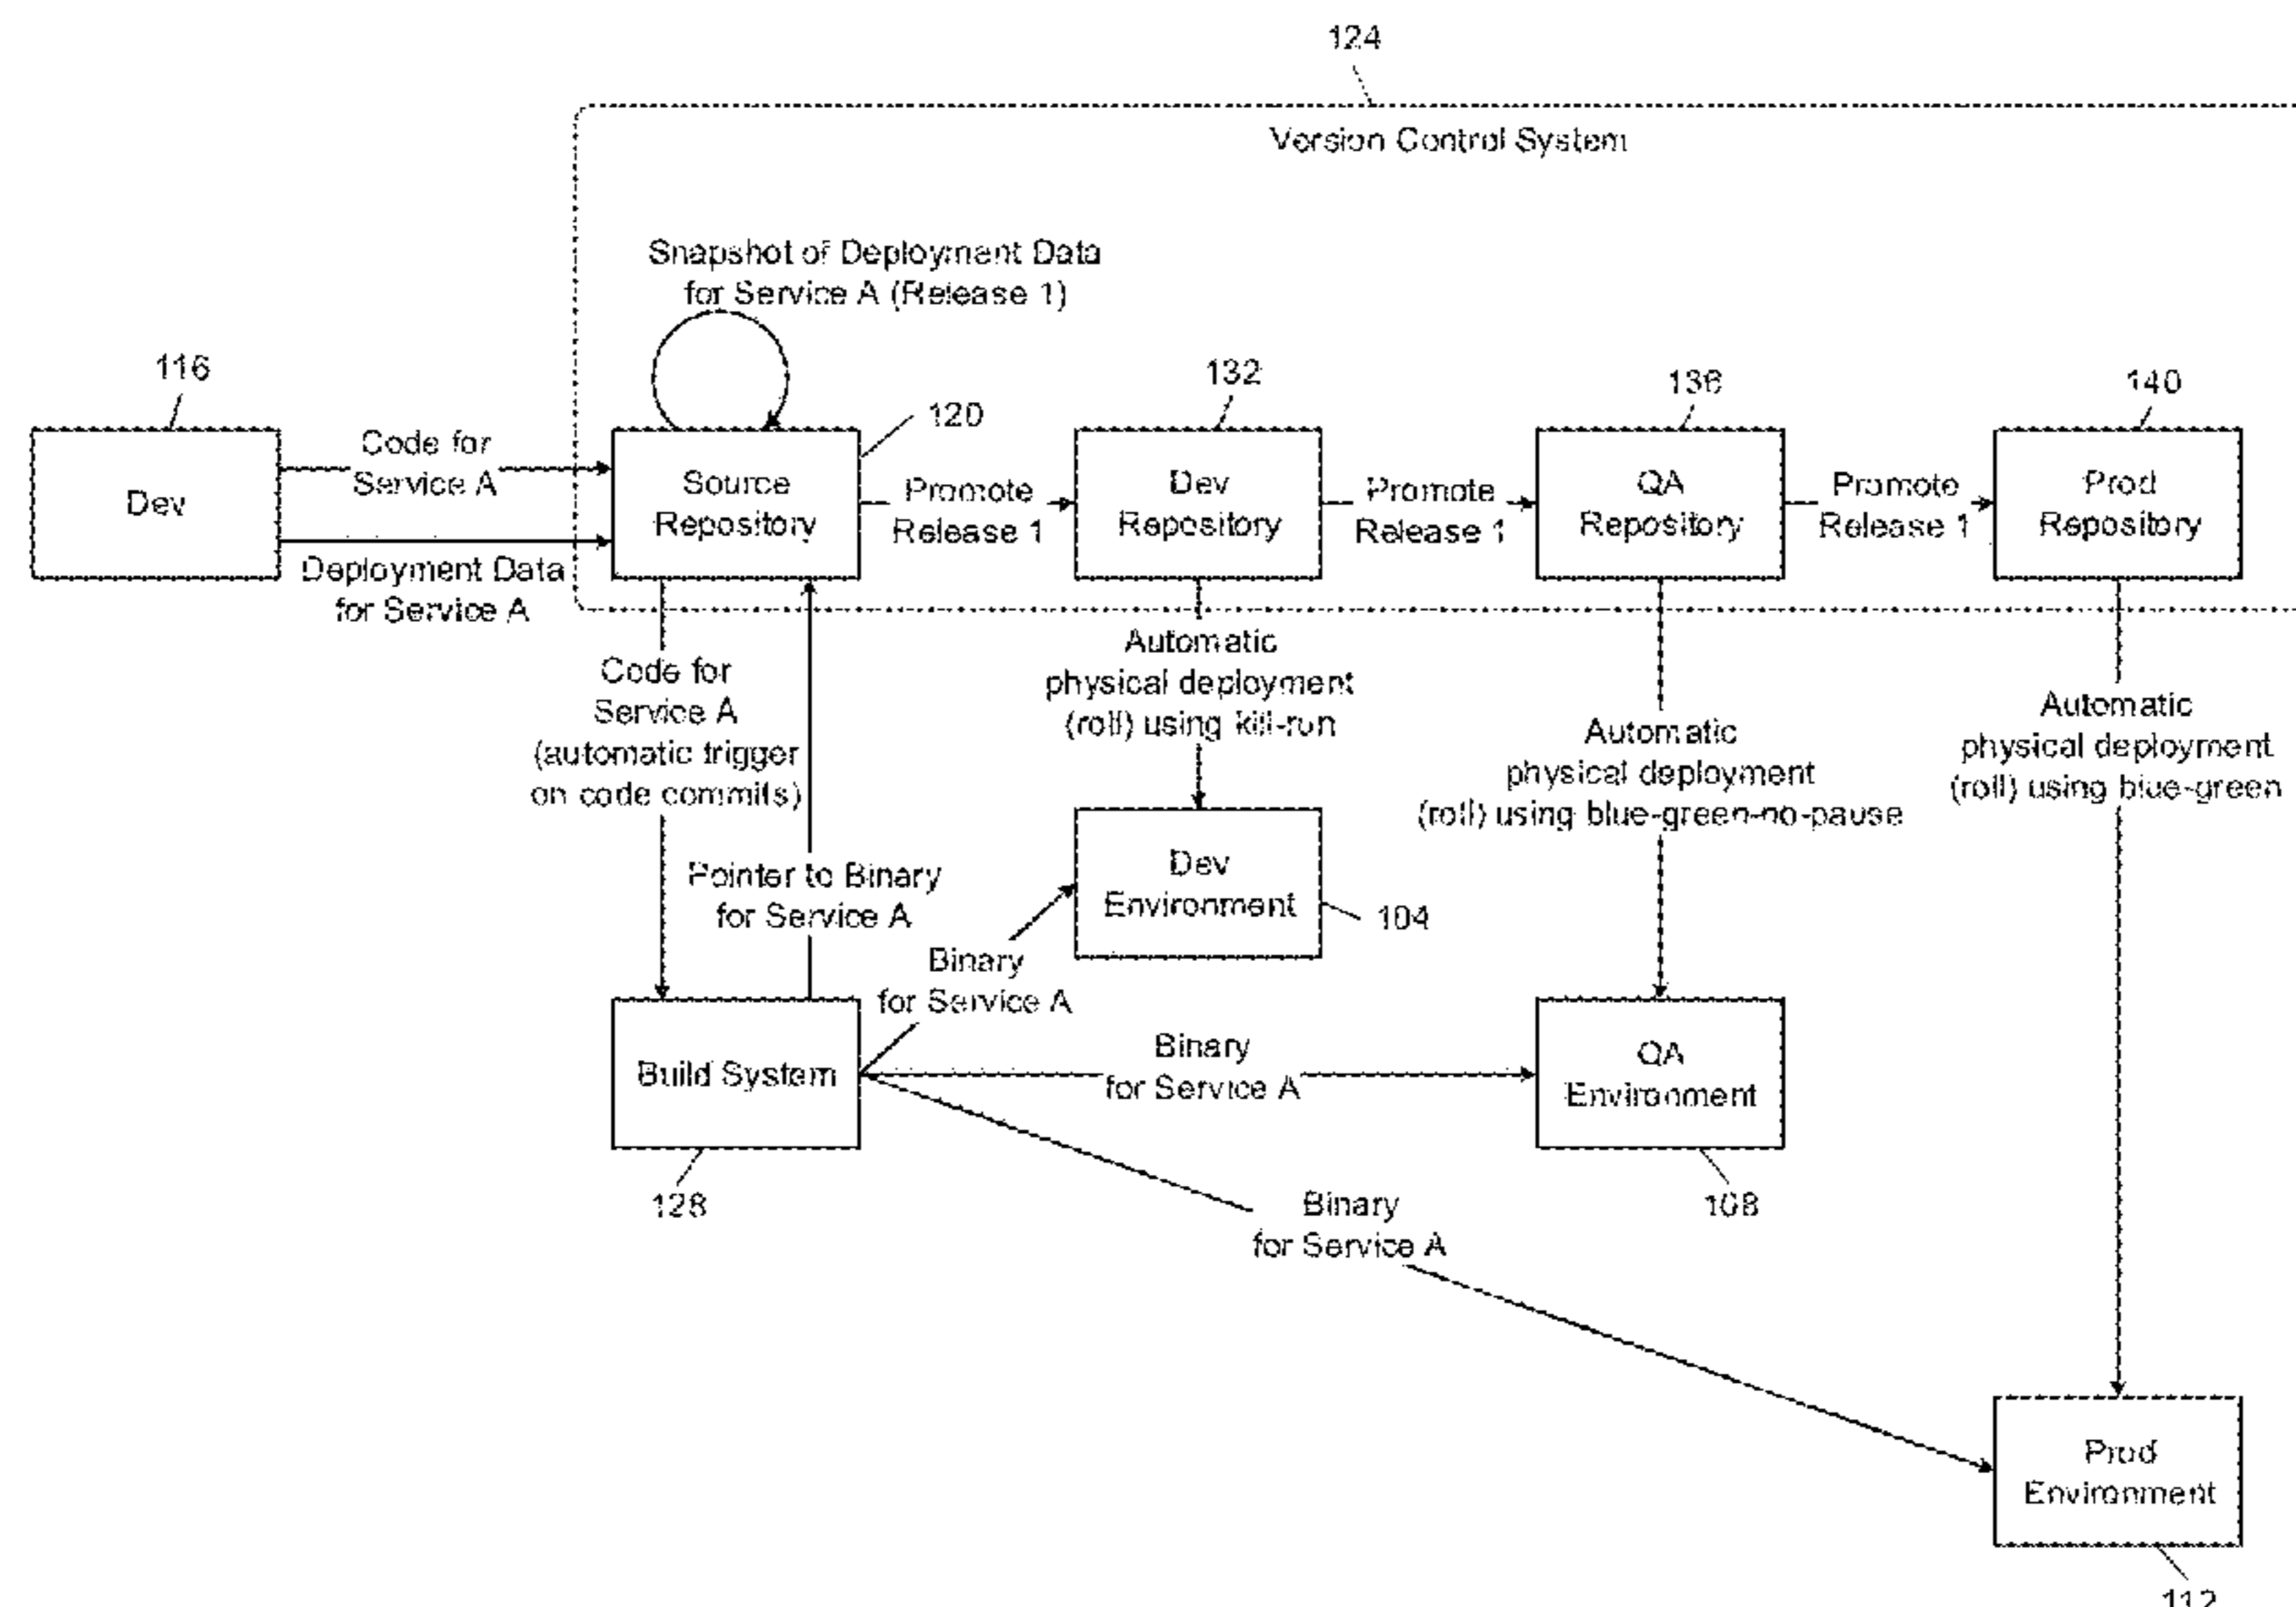 124
Version Control System
Snapshot of Deployment Data
for Service A (Release 1)
116
120
132
136
140
Dev
Code for
Service A
Deployment Data
for Service A
Source
Repository
Promote
Release 1
Dev
Repository
Promote
Release 1
QA
Repository
Promote
Release 1
Prod
Repository
Code for
Service A
(automatic trigger
on code commits)
Pointer to Binary
for Service A
Automatic
physical deployment
(roll) using kill-run
Automatic
physical deployment
(roll) using blue-green-no-pause
Automatic
physical deployment
(roll) using blue-green
Dev
Environment
104
Binary
for Service A
Build System
128
Binary
for Service A
QA
Environment
108
Binary
for Service A
Prod
Environment
112